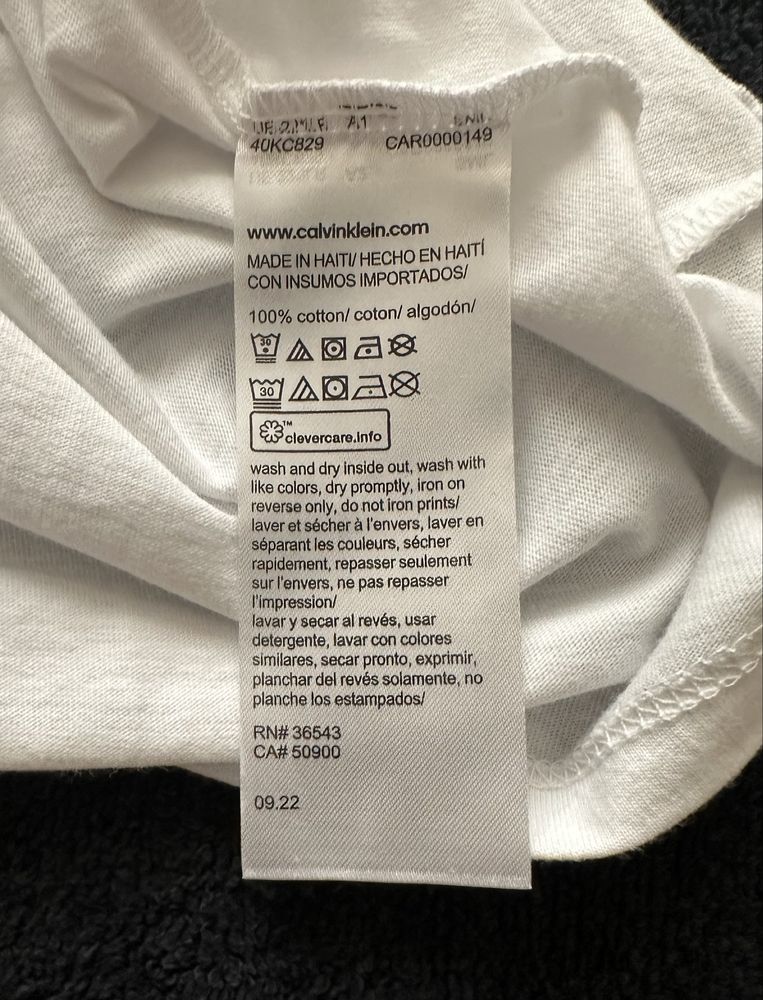 40KC829 CAR0000149
www.calvinklein.com
MADE IN HAITI/ HECHO EN HAITÍ
CON INSUMOS IMPORTADOS/
100% cotton/ coton/ algodón/
30
30
clevercare.info
wash and dry inside out, wash with
like colors, dry promptly, iron on
reverse only, do not iron prints/
laver et sécher à l'envers, laver en
séparant les couleurs, sécher
rapidement, repasser seulement
sur l'envers, ne pas repasser
l'impression/
lavar y secar al revés, usar
detergente, lavar con colores
similares, secar pronto, exprimir,
planchar del revés solamente, no
planche los estampados/
RN# 36543
CA# 50900
09.22